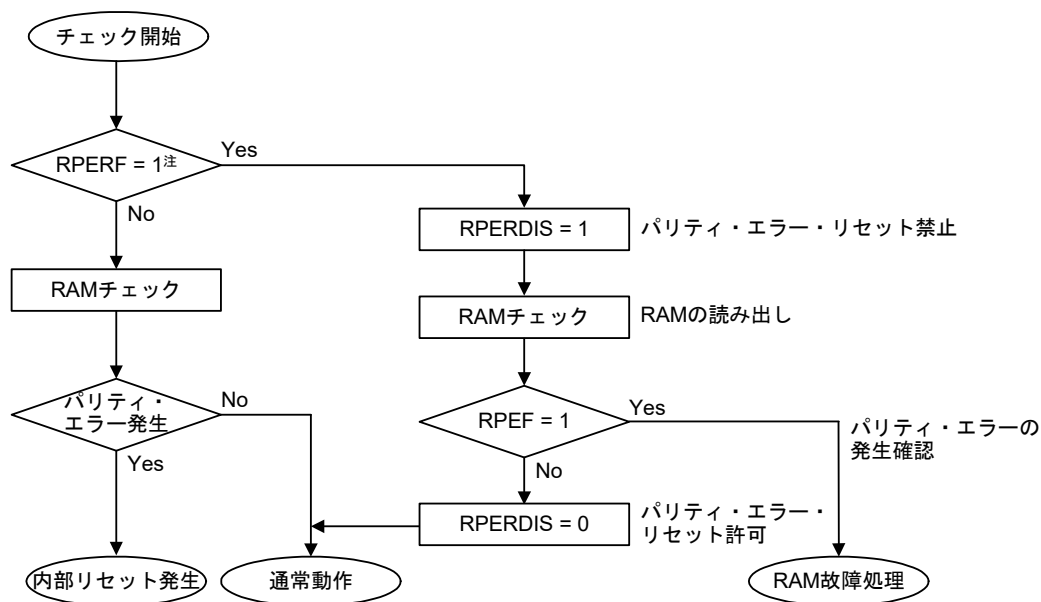 チェック開始
RPERF = 1注
Yes
No
RPERDIS = 1
パリティ・エラー・リセット禁止
RAMチェック
RAMチェック
RAMの読み出し
パリティ・
エラー発生
No
Yes
RPEF = 1
Yes
No
パリティ・エラーの
発生確認
RPERDIS = 0
パリティ・エラー・
リセット許可
内部リセット発生
通常動作
RAM故障処理